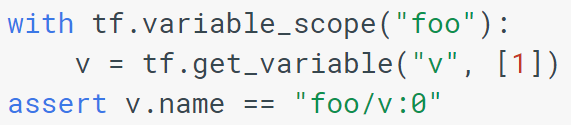 with tf.variable_scope("foo"):
    v = tf.get_variable("v", [1])
assert v.name == "foo/v:0"